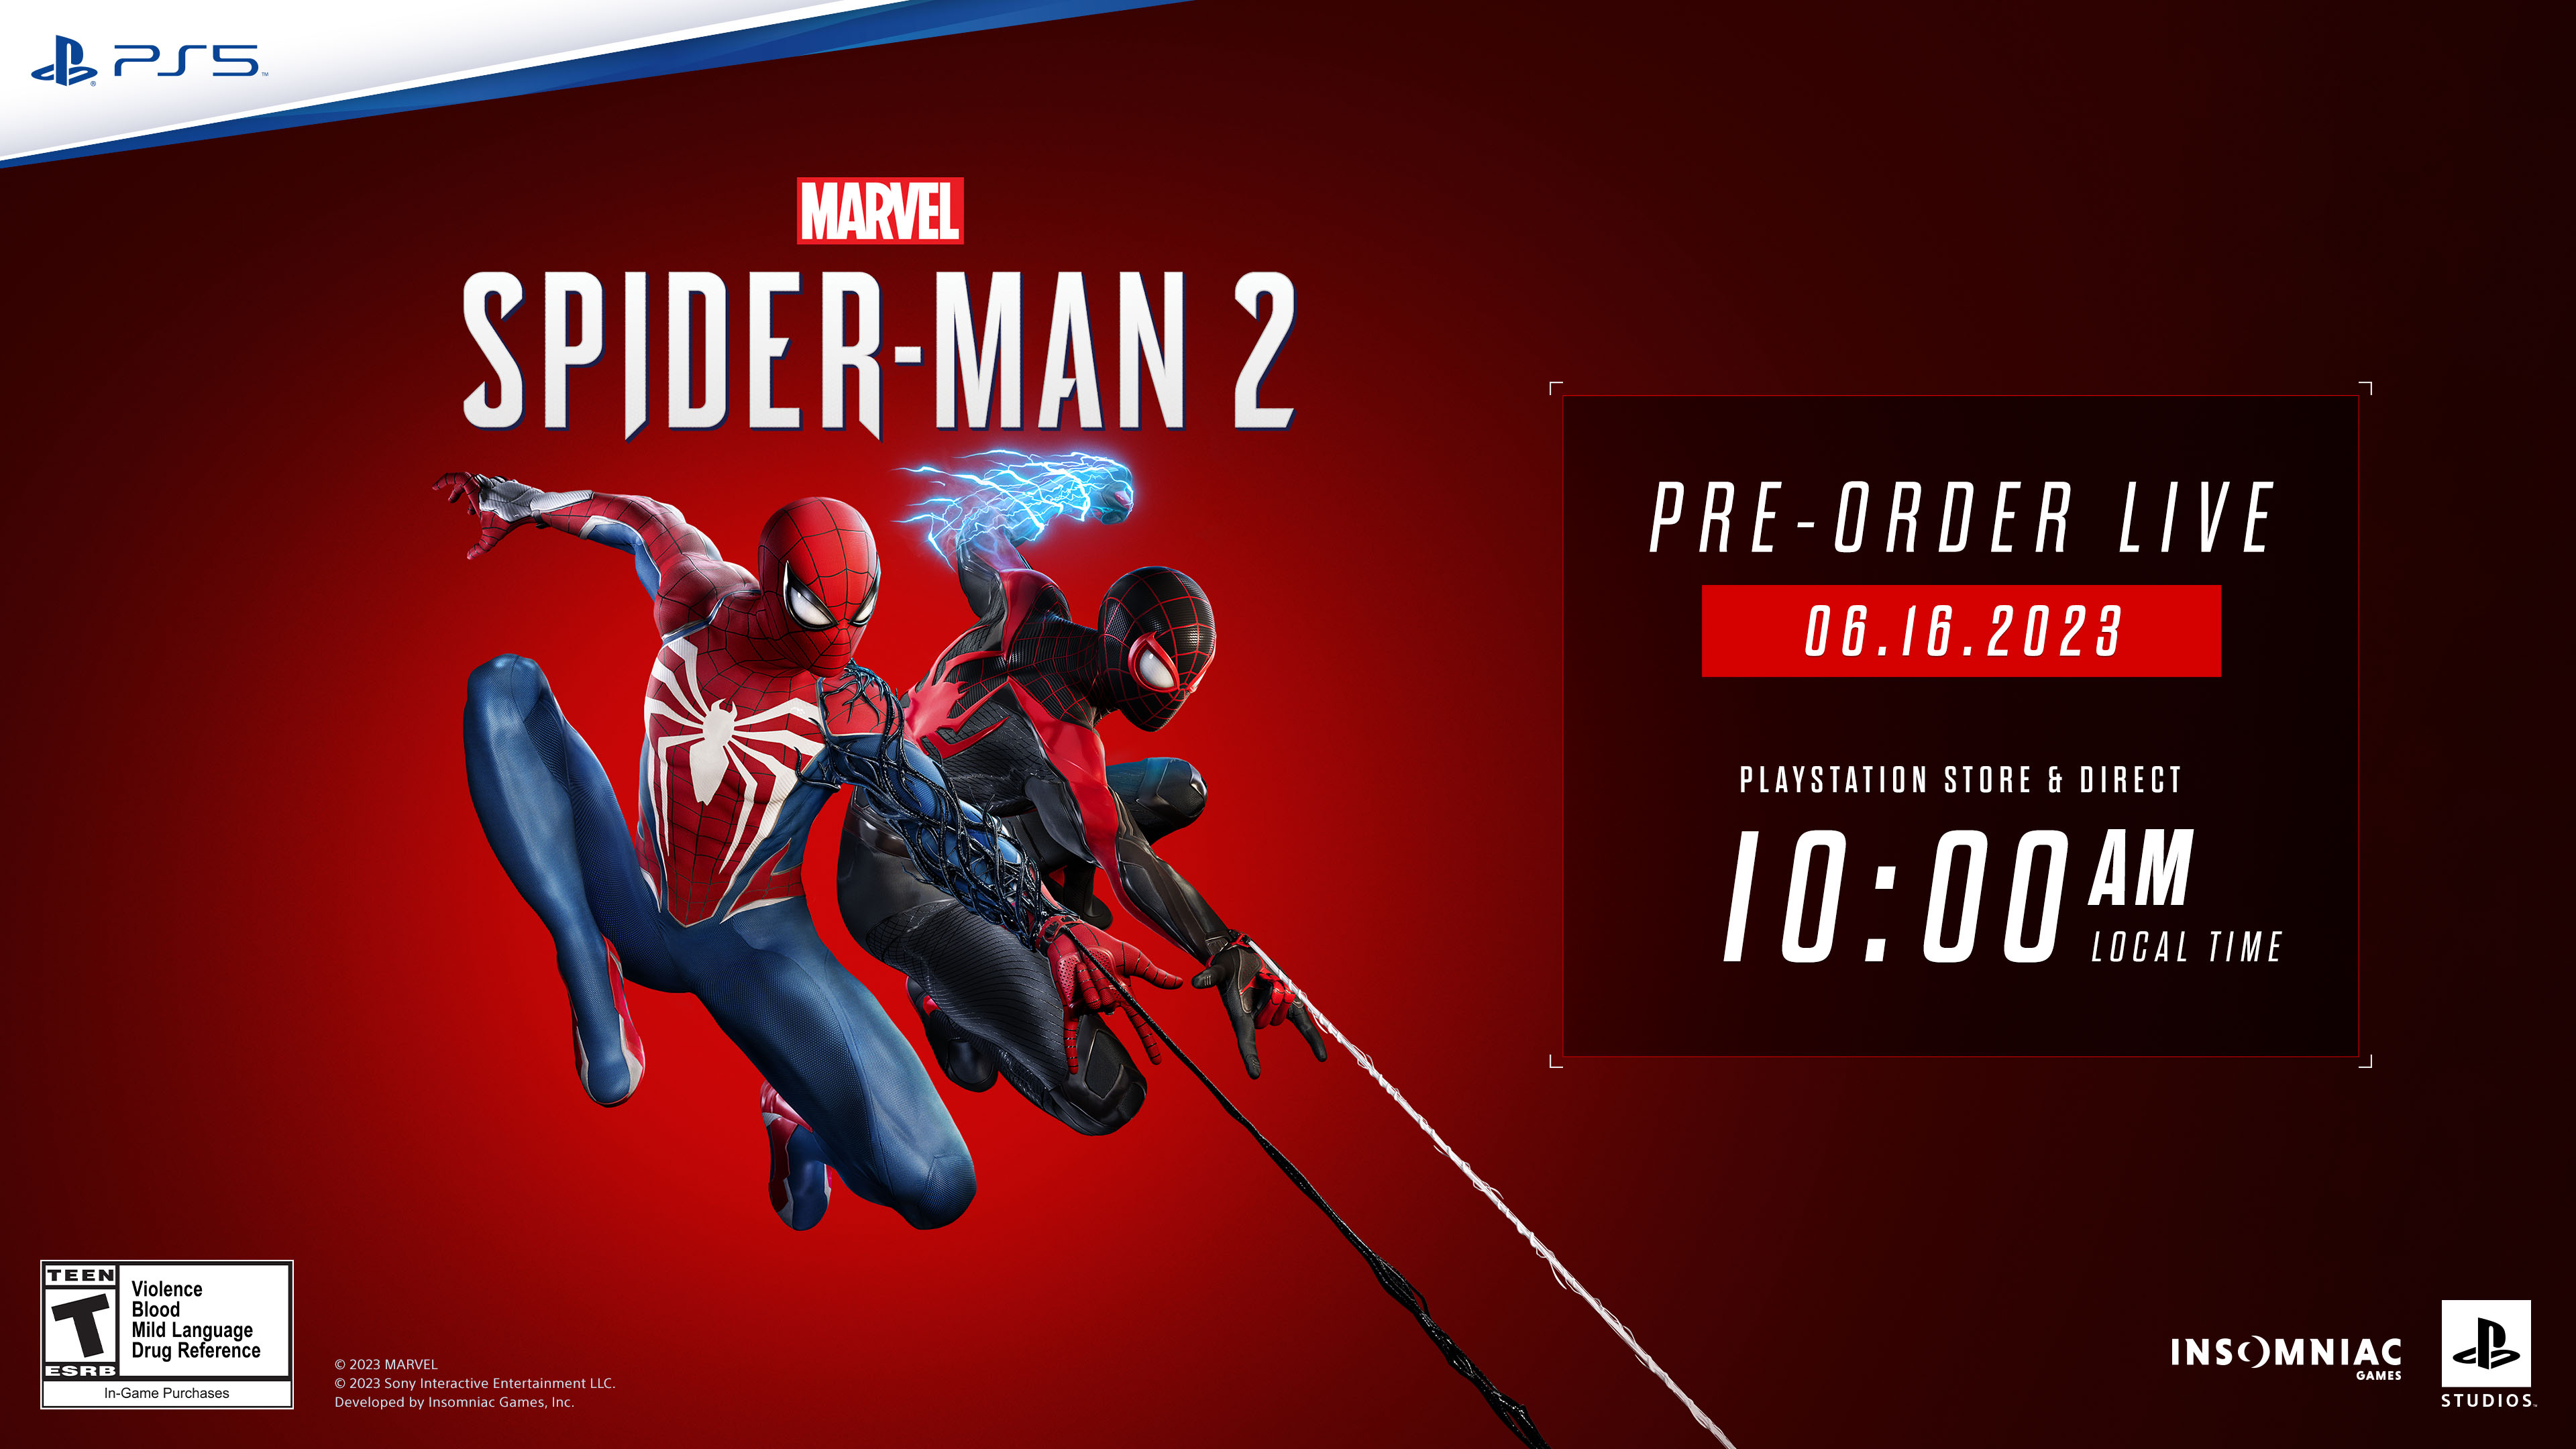 PS5™
MARVEL
SPIDER-MAN 2
PRE-ORDER LIVE
06.16.2023
PLAYSTATION STORE & DIRECT
10:00 AM
LOCAL TIME
TEEN
T
ESRB
Violence
Blood
Mild Language
Drug Reference
In-Game Purchases
© 2023 MARVEL
© 2023 Sony Interactive Entertainment LLC.
Developed by Insomniac Games, Inc.
INSOMNIAC
GAMES
STUDIOS™